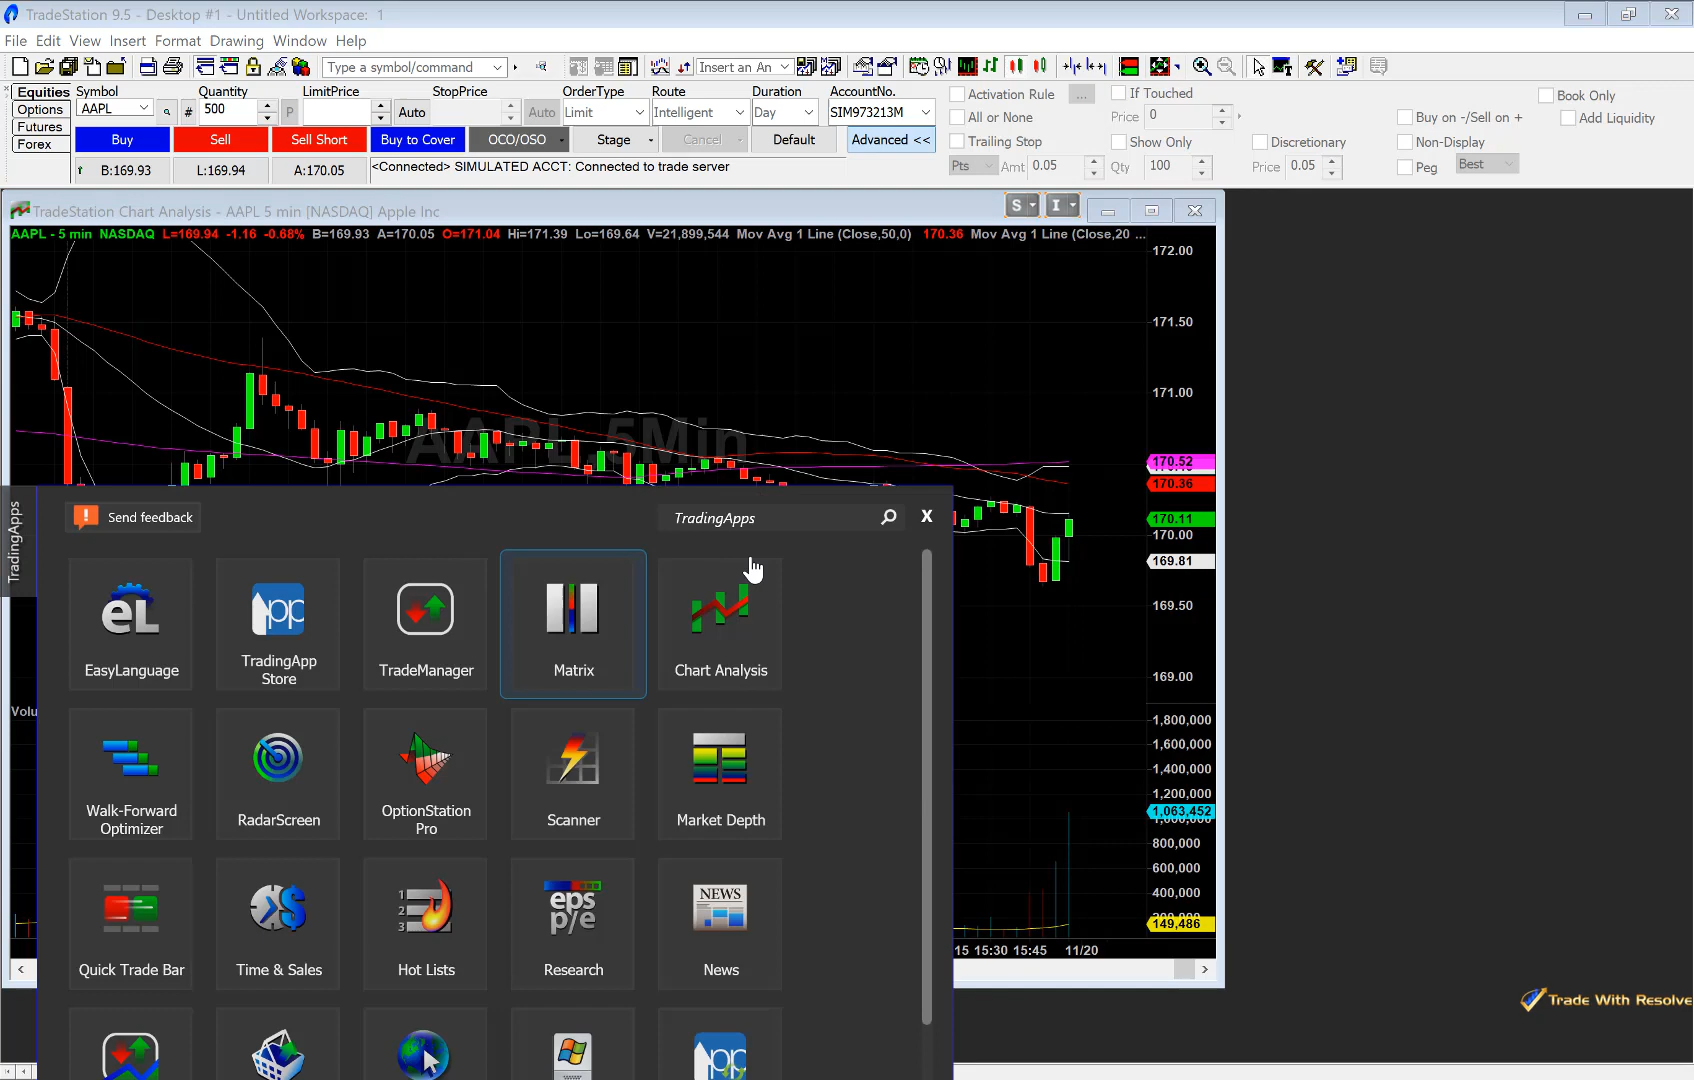 TradeStation 9.5 - Desktop #1 - Untitled Workspace: 1
File Edit View Insert Format Drawing Window Help
Type a symbol/command
Insert an An
Equities
Options
Futures
Forex
Symbol Quantity LimitPrice StopPrice OrderType Route Duration AccountNo.
AAPL # 500 P Auto Auto Limit Intelligent Day SIM973213M
Buy Sell Sell Short Buy to Cover OCO/OSO Stage Cancel Default Advanced <<
B:169.93 L:169.94 A:170.05 <Connected> SIMULATED ACCT: Connected to trade server
Activation Rule ... If Touched Book Only
All or None Price 0 Buy on -/Sell on + Add Liquidity
Trailing Stop Show Only Discretionary Non-Display
Pts Amt 0.05 Qty 100 Price 0.05 Peg Best
TradeStation Chart Analysis - AAPL 5 min [NASDAQ] Apple Inc
S I
AAPL - 5 min NASDAQ L=169.94 -1.16 -0.68% B=169.93 A=170.05 O=171.04 Hi=171.39 Lo=169.64 V=21,899,544 Mov Avg 1 Line (Close,50,0) 170.36 Mov Avg 1 Line (Close,20 ...
172.00
171.50
171.00
AAPL,5Min
170.52
170.36
170.11
170.00
169.81
169.50
169.00
Volu
1,800,000
1,600,000
1,400,000
1,200,000
1,063,452
800,000
600,000
400,000
149,486
15 15:30 15:45 11/20
TradingApps
Send feedback
TradingApps
X
EasyLanguage
TradingApp
Store
TradeManager
Matrix
Chart Analysis
Walk-Forward
Optimizer
RadarScreen
OptionStation
Pro
Scanner
Market Depth
Quick Trade Bar
Time & Sales
Hot Lists
eps
p/e
Research
NEWS
News
Trade With Resolve